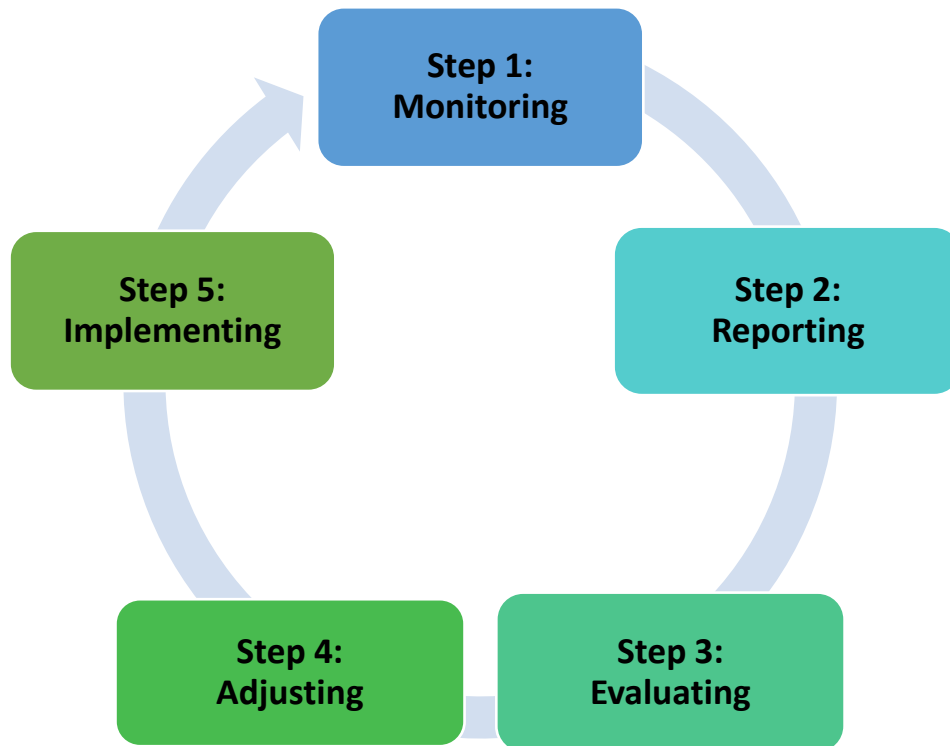 Step 1:
Monitoring
Step 2:
Reporting
Step 3:
Evaluating
Step 4:
Adjusting
Step 5:
Implementing